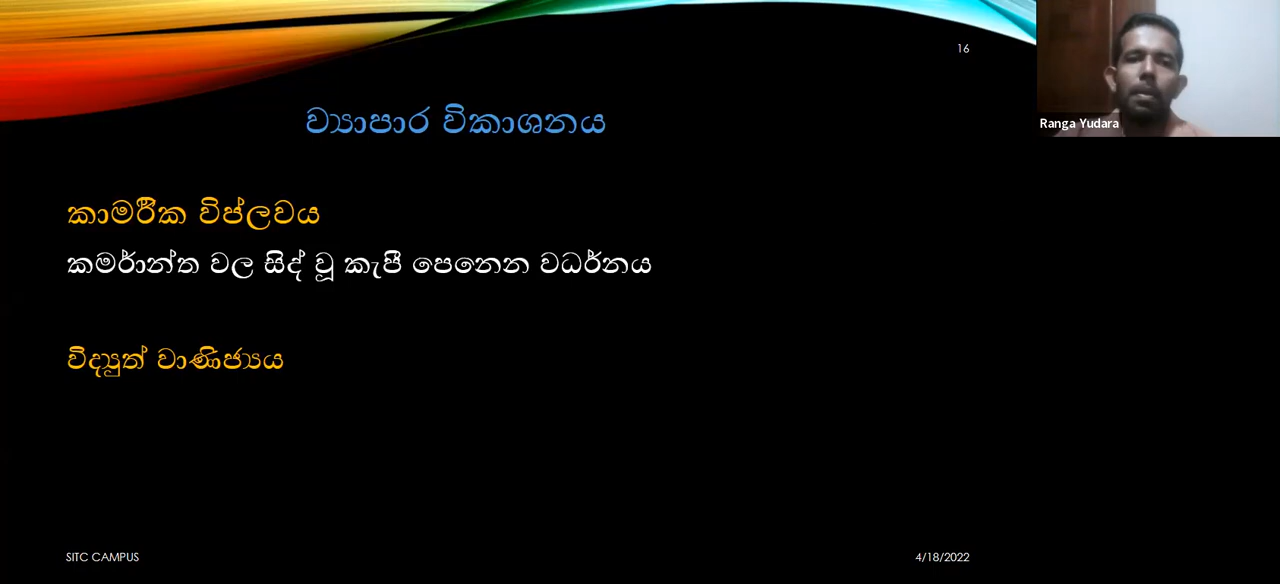 16
Ranga Yudara
ව්‍යාපාර විකාශනය
කාර්මික විප්ලවය
කර්මාන්ත වල සිද් වූ කැපී පෙනෙන වර්ධනය
විද්‍යුත් වාණිජ්‍යය
SITC CAMPUS
4/18/2022